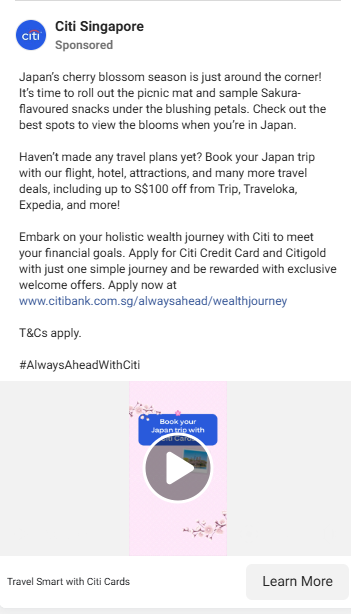 citi
Citi Singapore
Sponsored
Japan's cherry blossom season is just around the corner!
It's time to roll out the picnic mat and sample Sakura-
flavoured snacks under the blushing petals. Check out the
best spots to view the blooms when you're in Japan.
Haven't made any travel plans yet? Book your Japan trip
with our flight, hotel, attractions, and many more travel
deals, including up to S$100 off from Trip, Traveloka,
Expedia, and more!
Embark on your holistic wealth journey with Citi to meet
your financial goals. Apply for Citi Credit Card and Citigold
with just one simple journey and be rewarded with exclusive
welcome offers. Apply now at
www.citibank.com.sg/alwaysahead/wealthjourney
T&Cs apply.
#AlwaysAheadWithCiti
Book your
Japan trip with
Citi Cards
Travel Smart with Citi Cards
Learn More